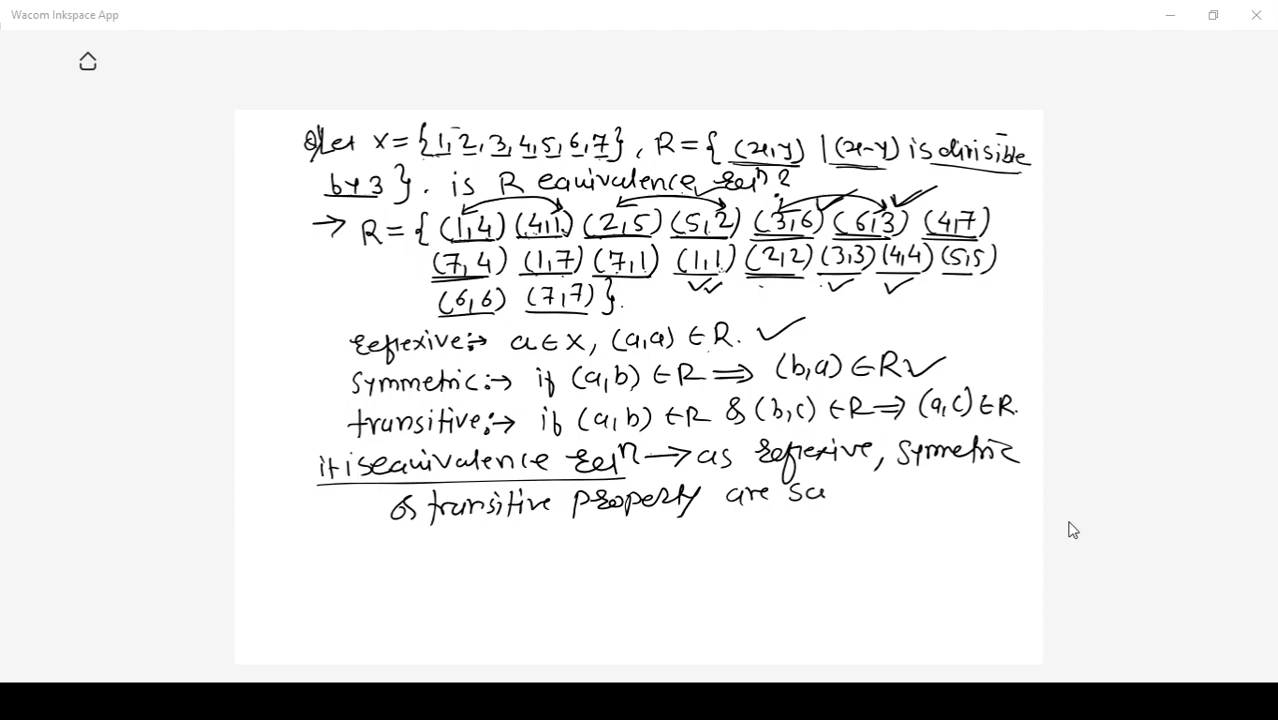 Wacom Inkspace App
Q) Let X = {1, 2, 3, 4, 5, 6, 7}, R = { (x,y) | (x-y) is divisible
by 3 }. is R equivalence relⁿ ?
→ R = { (1,4) (4,1) (2,5) (5,2) (3,6) (6,3) (4,7)
(7,4) (1,7) (7,1) (1,1) (2,2) (3,3) (4,4) (5,5)
(6,6) (7,7) }.
reflexive:→ a ∈ X, (a,a) ∈ R. ✓
Symmetric:→ if (a,b) ∈ R ⟹ (b,a) ∈ R ✓
transitive:→ if (a,b) ∈ R & (b,c) ∈ R ⟹ (a,c) ∈ R.
it is equivalence relⁿ → as reflexive, symmetric
& transitive property are sa